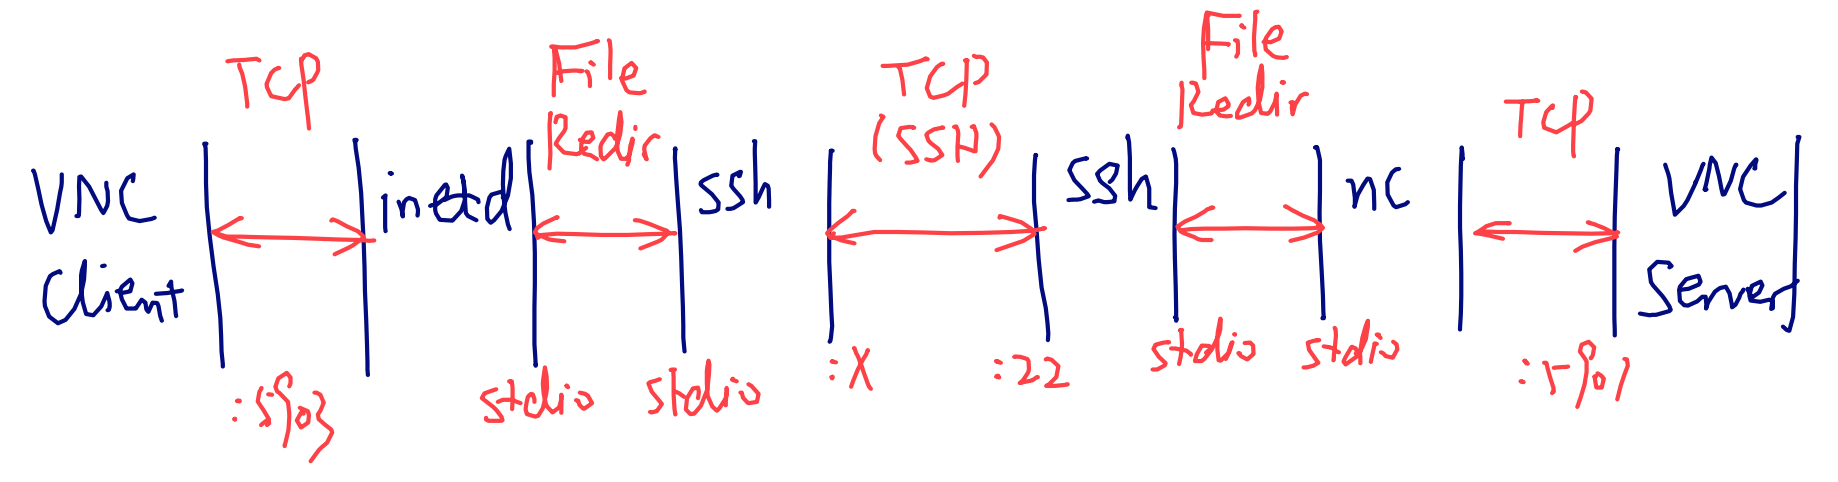 TCP
File
Redir
TCP
(SSH)
File
Redir
TCP
VNC
Client
inetd
ssh
ssh
nc
VNC
Server
:5903
stdio
stdio
:X
:22
stdio
stdio
:5901